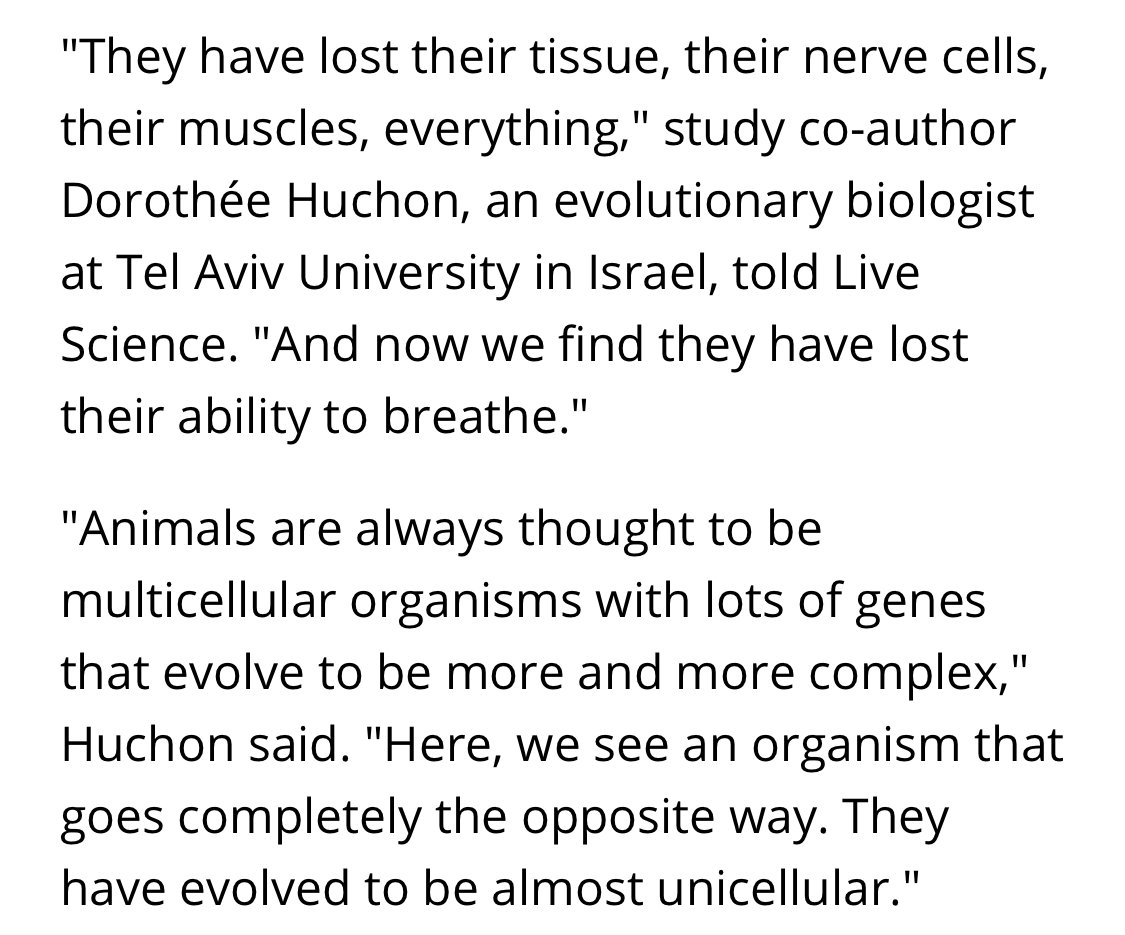 "They have lost their tissue, their nerve cells,
their muscles, everything," study co-author
Dorothée Huchon, an evolutionary biologist
at Tel Aviv University in Israel, told Live
Science. "And now we find they have lost
their ability to breathe."
"Animals are always thought to be
multicellular organisms with lots of genes
that evolve to be more and more complex,"
Huchon said. "Here, we see an organism that
goes completely the opposite way. They
have evolved to be almost unicellular."